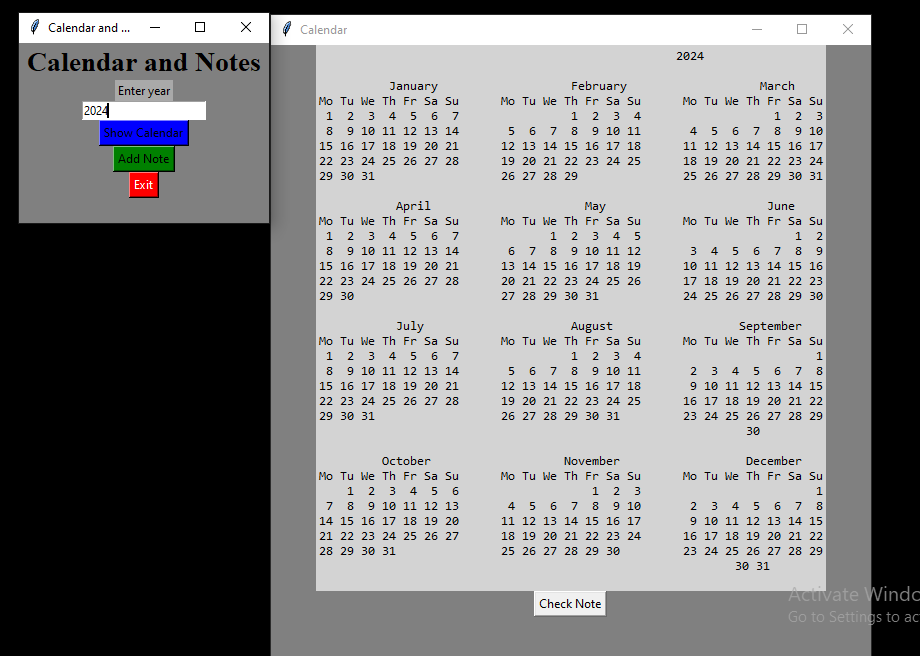 Calendar and ...
Calendar and Notes
Enter year
2024
Show Calendar
Add Note
Exit
Calendar
2024
January February March
Mo Tu We Th Fr Sa Su Mo Tu We Th Fr Sa Su Mo Tu We Th Fr Sa Su
1 2 3 4 5 6 7 1 2 3 4 1 2 3
8 9 10 11 12 13 14 5 6 7 8 9 10 11 4 5 6 7 8 9 10
15 16 17 18 19 20 21 12 13 14 15 16 17 18 11 12 13 14 15 16 17
22 23 24 25 26 27 28 19 20 21 22 23 24 25 18 19 20 21 22 23 24
29 30 31 26 27 28 29 25 26 27 28 29 30 31
April May June
Mo Tu We Th Fr Sa Su Mo Tu We Th Fr Sa Su Mo Tu We Th Fr Sa Su
1 2 3 4 5 6 7 1 2 3 4 5 1 2
8 9 10 11 12 13 14 6 7 8 9 10 11 12 3 4 5 6 7 8 9
15 16 17 18 19 20 21 13 14 15 16 17 18 19 10 11 12 13 14 15 16
22 23 24 25 26 27 28 20 21 22 23 24 25 26 17 18 19 20 21 22 23
29 30 27 28 29 30 31 24 25 26 27 28 29 30
July August September
Mo Tu We Th Fr Sa Su Mo Tu We Th Fr Sa Su Mo Tu We Th Fr Sa Su
1 2 3 4 5 6 7 1 2 3 4 1
8 9 10 11 12 13 14 5 6 7 8 9 10 11 2 3 4 5 6 7 8
15 16 17 18 19 20 21 12 13 14 15 16 17 18 9 10 11 12 13 14 15
22 23 24 25 26 27 28 19 20 21 22 23 24 25 16 17 18 19 20 21 22
29 30 31 26 27 28 29 30 31 23 24 25 26 27 28 29
30
October November December
Mo Tu We Th Fr Sa Su Mo Tu We Th Fr Sa Su Mo Tu We Th Fr Sa Su
1 2 3 4 5 6 1 2 3 1
7 8 9 10 11 12 13 4 5 6 7 8 9 10 2 3 4 5 6 7 8
14 15 16 17 18 19 20 11 12 13 14 15 16 17 9 10 11 12 13 14 15
21 22 23 24 25 26 27 18 19 20 21 22 23 24 16 17 18 19 20 21 22
28 29 30 31 25 26 27 28 29 30 23 24 25 26 27 28 29
30 31
Check Note
Activate Windo
Go to Settings to ac